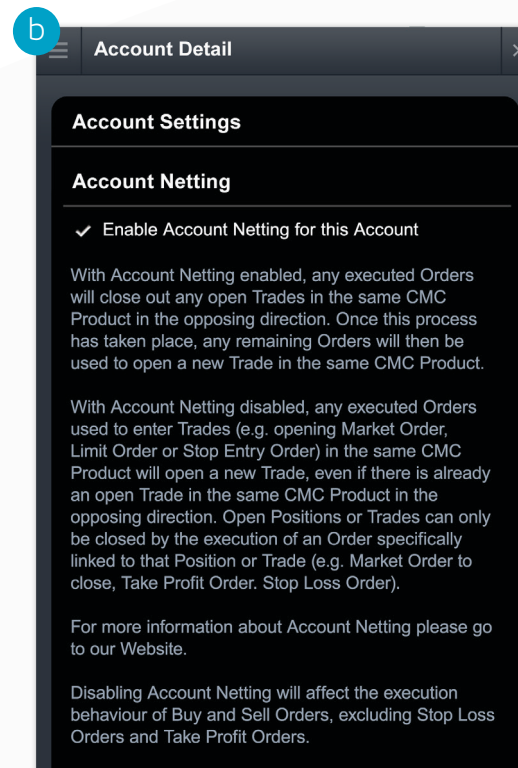 b
Account Detail
Account Settings
Account Netting
Enable Account Netting for this Account
With Account Netting enabled, any executed Orders
will close out any open Trades in the same CMC
Product in the opposing direction. Once this process
has taken place, any remaining Orders will then be
used to open a new Trade in the same CMC Product.
With Account Netting disabled, any executed Orders
used to enter Trades (e.g. opening Market Order,
Limit Order or Stop Entry Order) in the same CMC
Product will open a new Trade, even if there is already
an open Trade in the same CMC Product in the
opposing direction. Open Positions or Trades can only
be closed by the execution of an Order specifically
linked to that Position or Trade (e.g. Market Order to
close, Take Profit Order. Stop Loss Order).
For more information about Account Netting please go
to our Website.
Disabling Account Netting will affect the execution
behaviour of Buy and Sell Orders, excluding Stop Loss
Orders and Take Profit Orders.